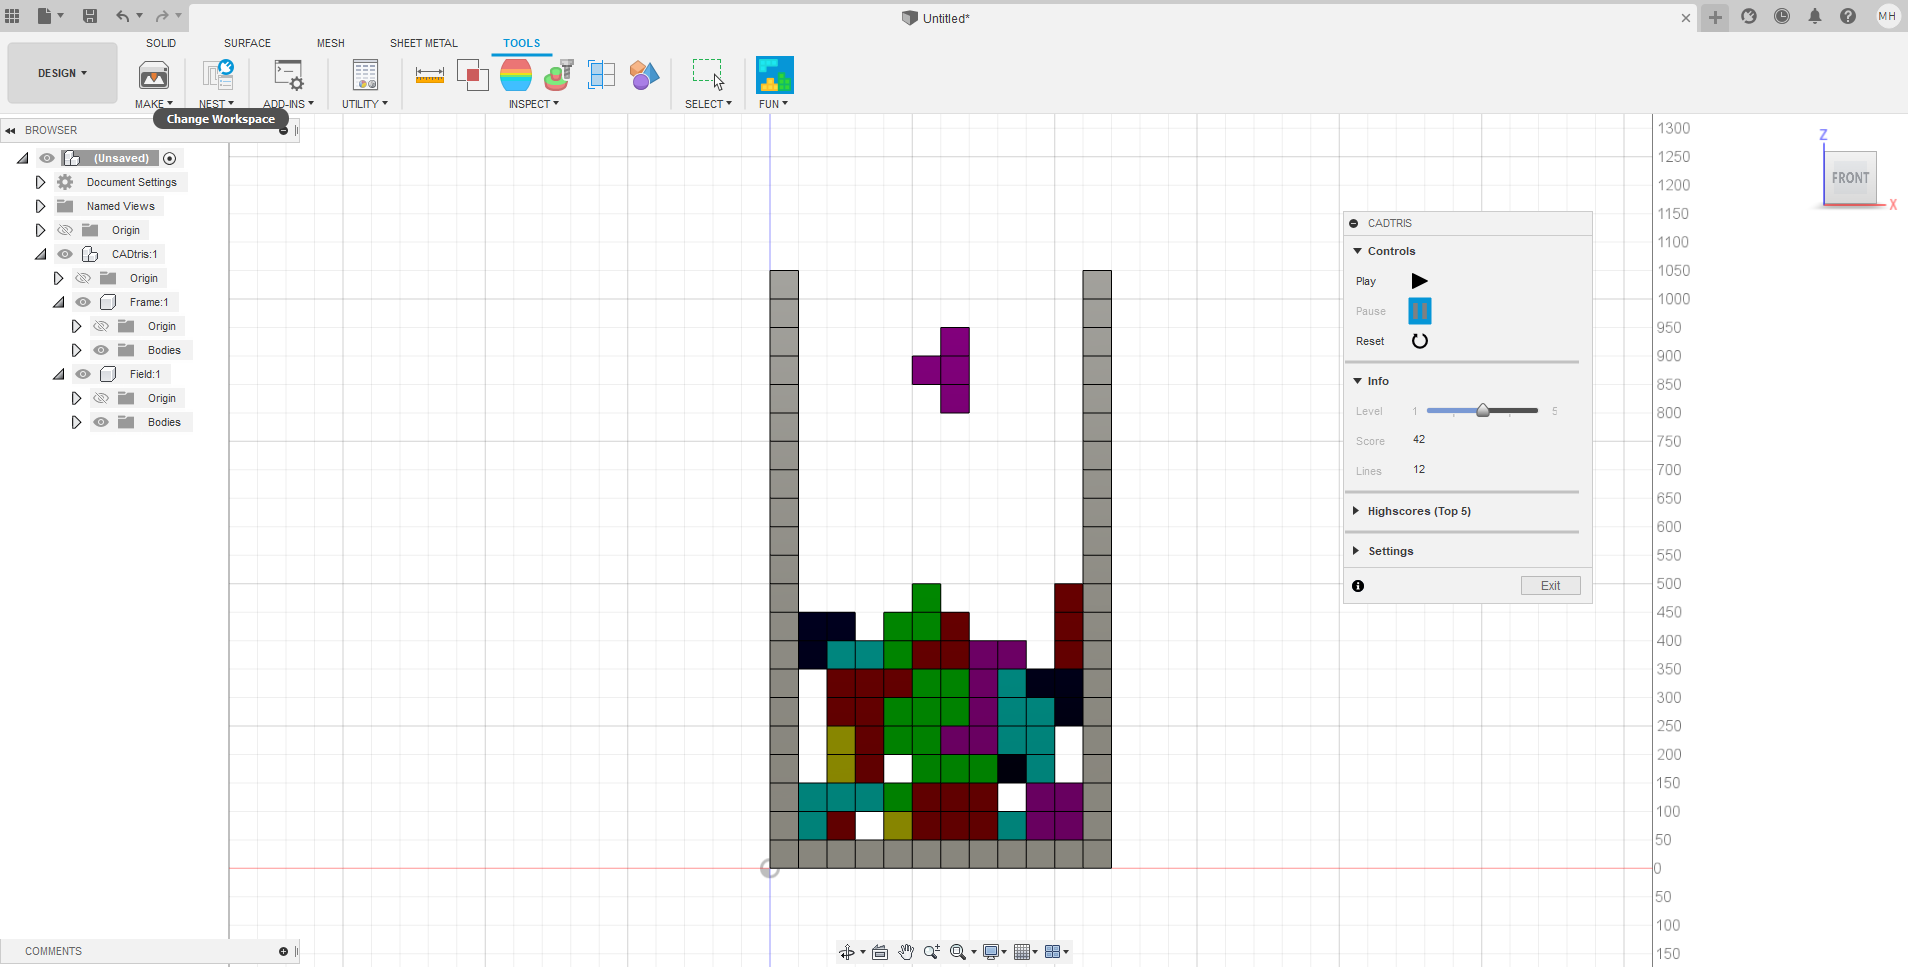 Untitled*
MH
SOLID
SURFACE
MESH
SHEET METAL
TOOLS
DESIGN
MAKE
NEST
ADD-INS
UTILITY
INSPECT
SELECT
FUN
Change Workspace
BROWSER
(Unsaved)
Document Settings
Named Views
Origin
CADtris:1
Origin
Frame:1
Origin
Bodies
Field:1
Origin
Bodies
1300
1250
1200
1150
1100
1050
1000
950
900
850
800
750
700
650
600
550
500
450
400
350
300
250
200
150
100
50
0
50
100
150
Z
FRONT
X
CADTRIS
Controls
Play
Pause
Reset
Info
Level 1 5
Score 42
Lines 12
Highscores (Top 5)
Settings
Exit
COMMENTS